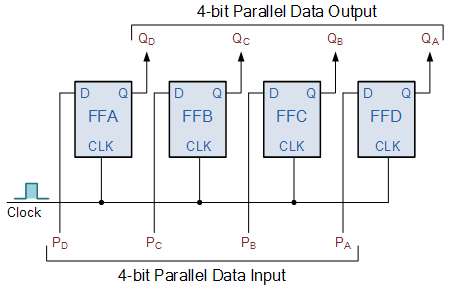 4-bit Parallel Data Output
QD QC QB QA
D Q D Q D Q D Q
FFA FFB FFC FFD
CLK CLK CLK CLK
Clock
PD PC PB PA
4-bit Parallel Data Input